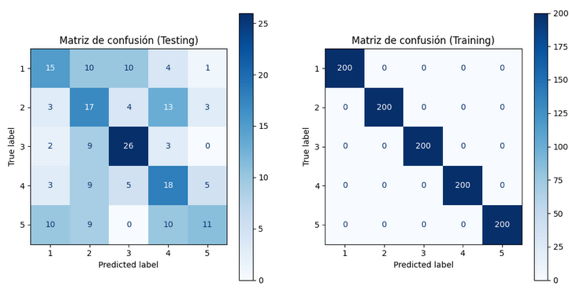 Matriz de confusión (Testing)
True label
1 15 10 10 4 1
2 3 17 4 13 3
3 2 9 26 3 0
4 3 9 5 18 5
5 10 9 0 10 11
1 2 3 4 5
Predicted label
25
20
15
10
5
0
Matriz de confusión (Training)
True label
1 200 0 0 0 0
2 0 200 0 0 0
3 0 0 200 0 0
4 0 0 0 200 0
5 0 0 0 0 200
1 2 3 4 5
Predicted label
200
175
150
125
100
75
50
25
0